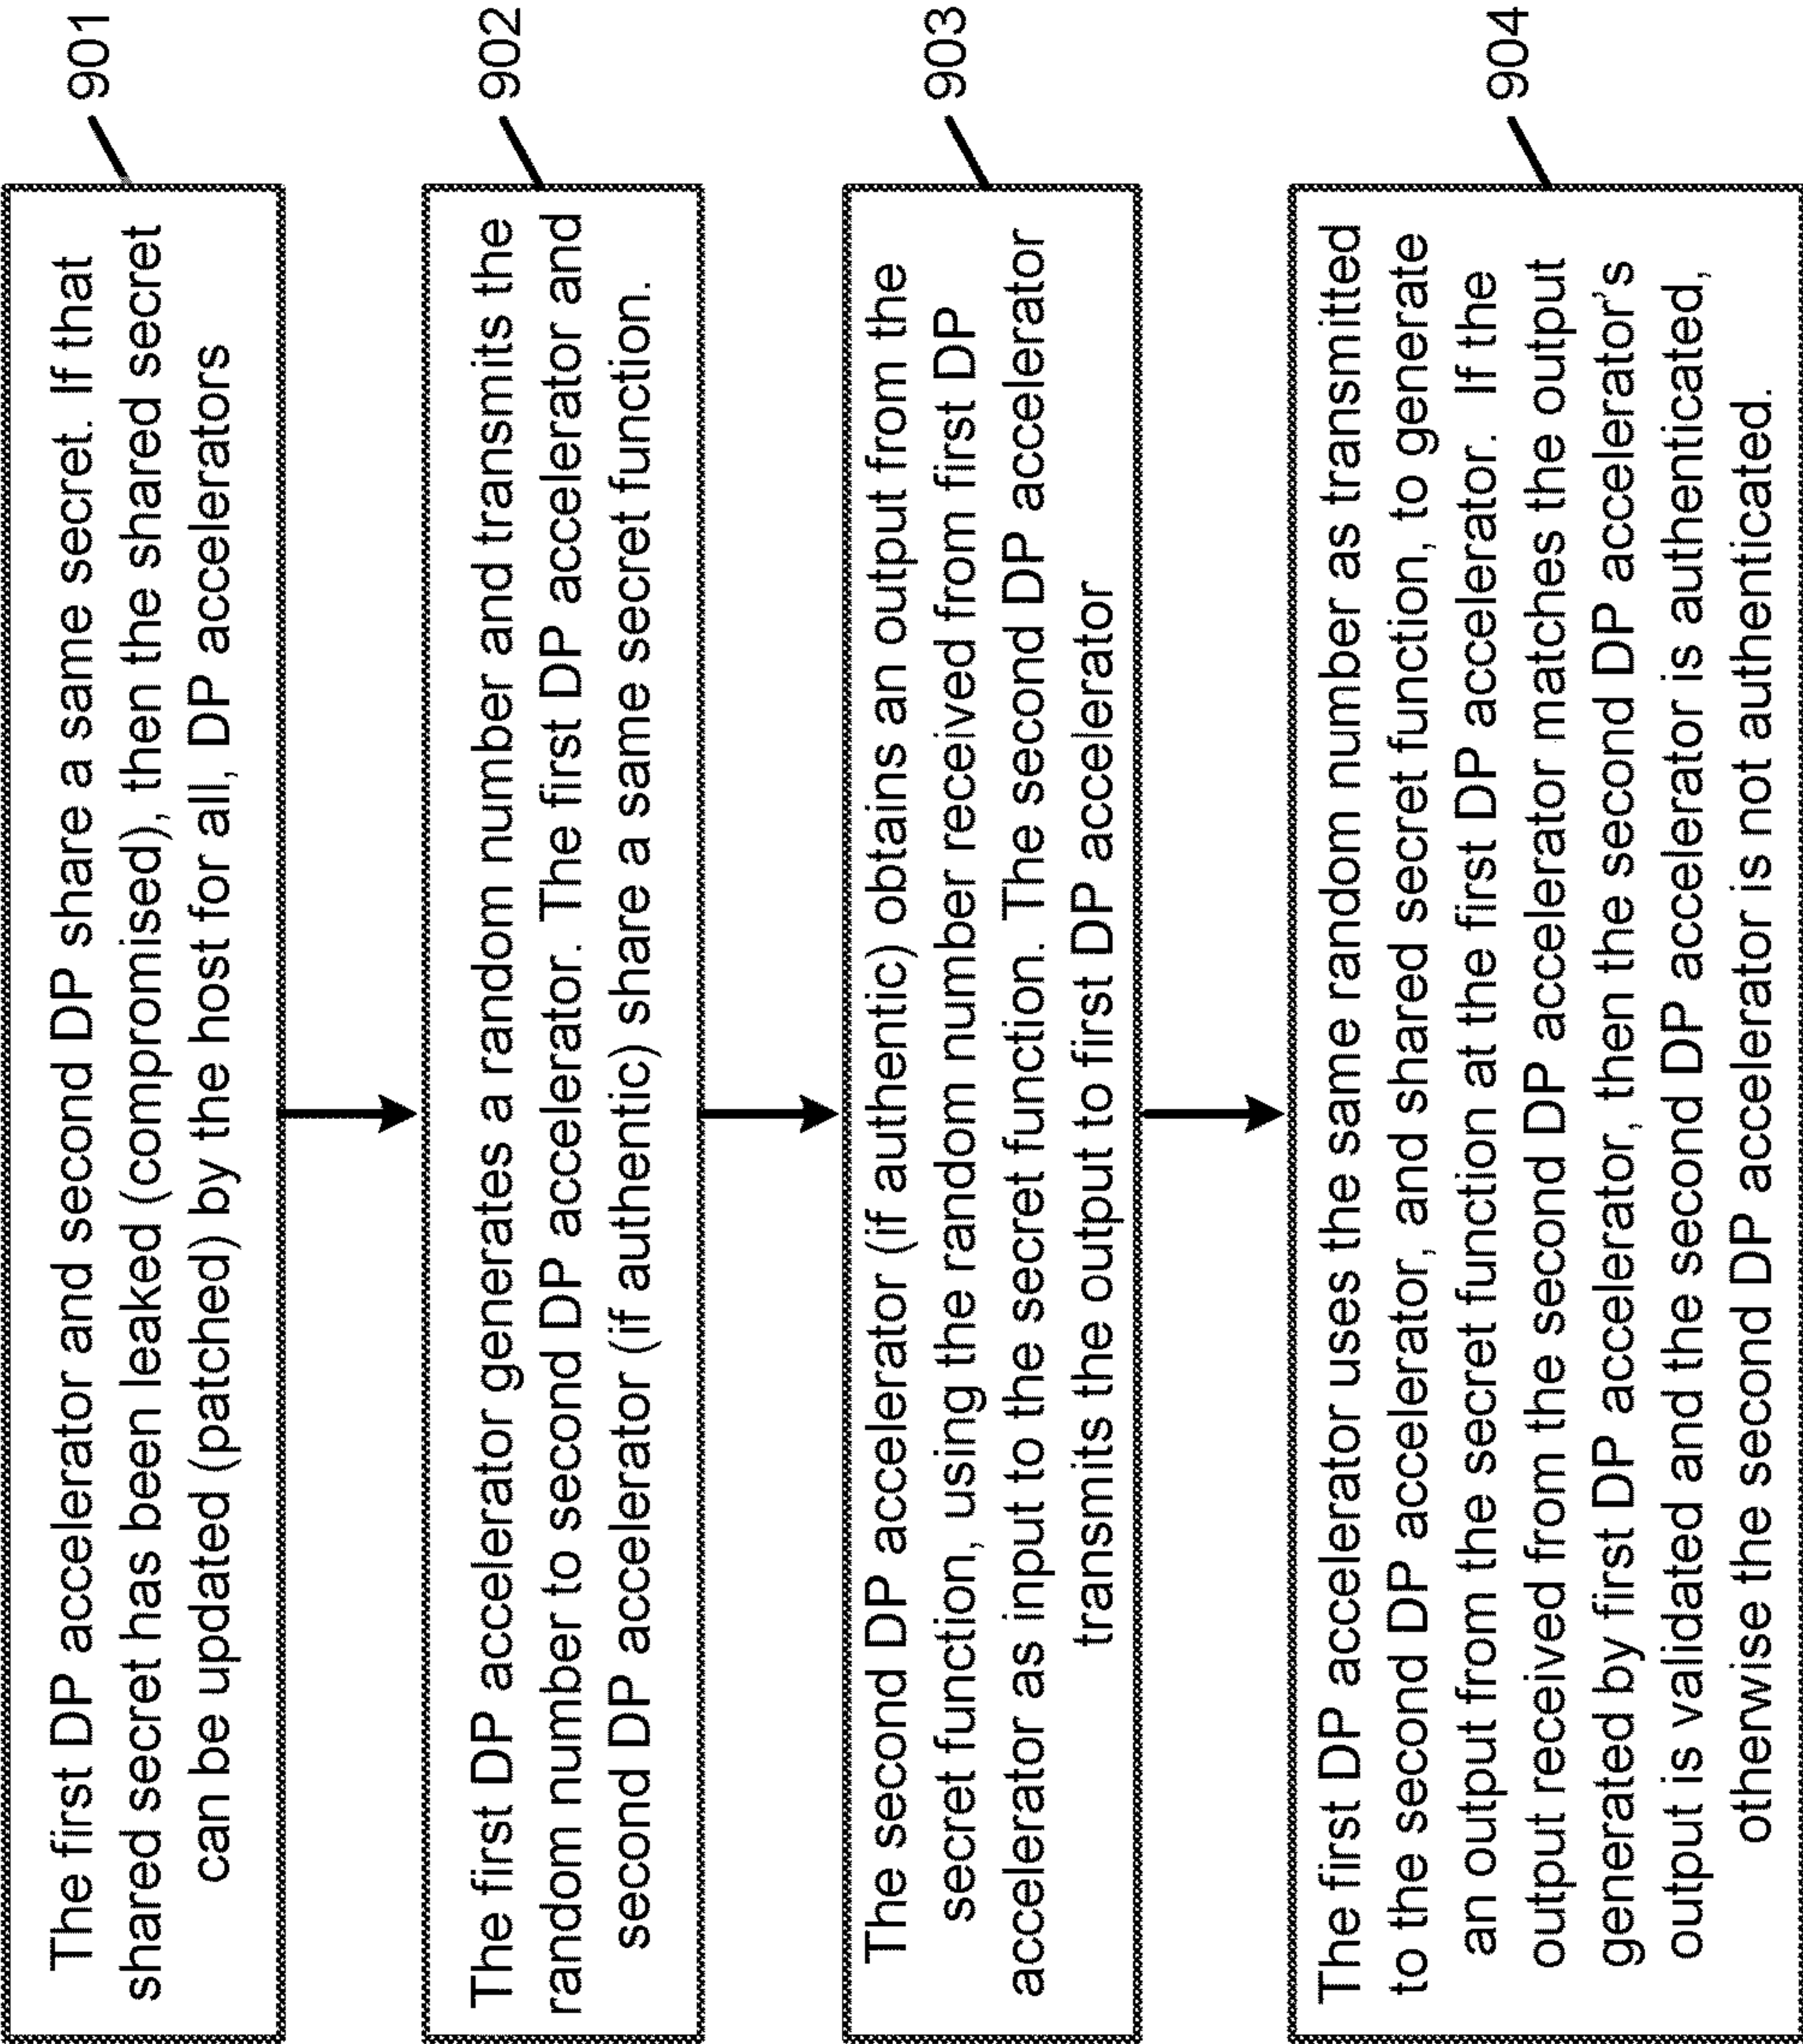 The first DP accelerator and second DP share a same secret. If that
shared secret has been leaked (compromised), then the shared secret
can be updated (patched) by the host for all, DP accelerators
901
The first DP accelerator generates a random number and transmits the
random number to second DP accelerator. The first DP accelerator and
second DP accelerator (if authentic) share a same secret function.
902
The second DP accelerator (if authentic) obtains an output from the
secret function, using the random number received from first DP
accelerator as input to the secret function. The second DP accelerator
transmits the output to first DP accelerator
903
The first DP accelerator uses the same random number as transmitted
to the second DP accelerator, and shared secret function, to generate
an output from the secret function at the first DP accelerator. If the
output received from the second DP accelerator matches the output
generated by first DP accelerator, then the second DP accelerator's
output is validated and the second DP accelerator is authenticated,
otherwise the second DP accelerator is not authenticated.
904